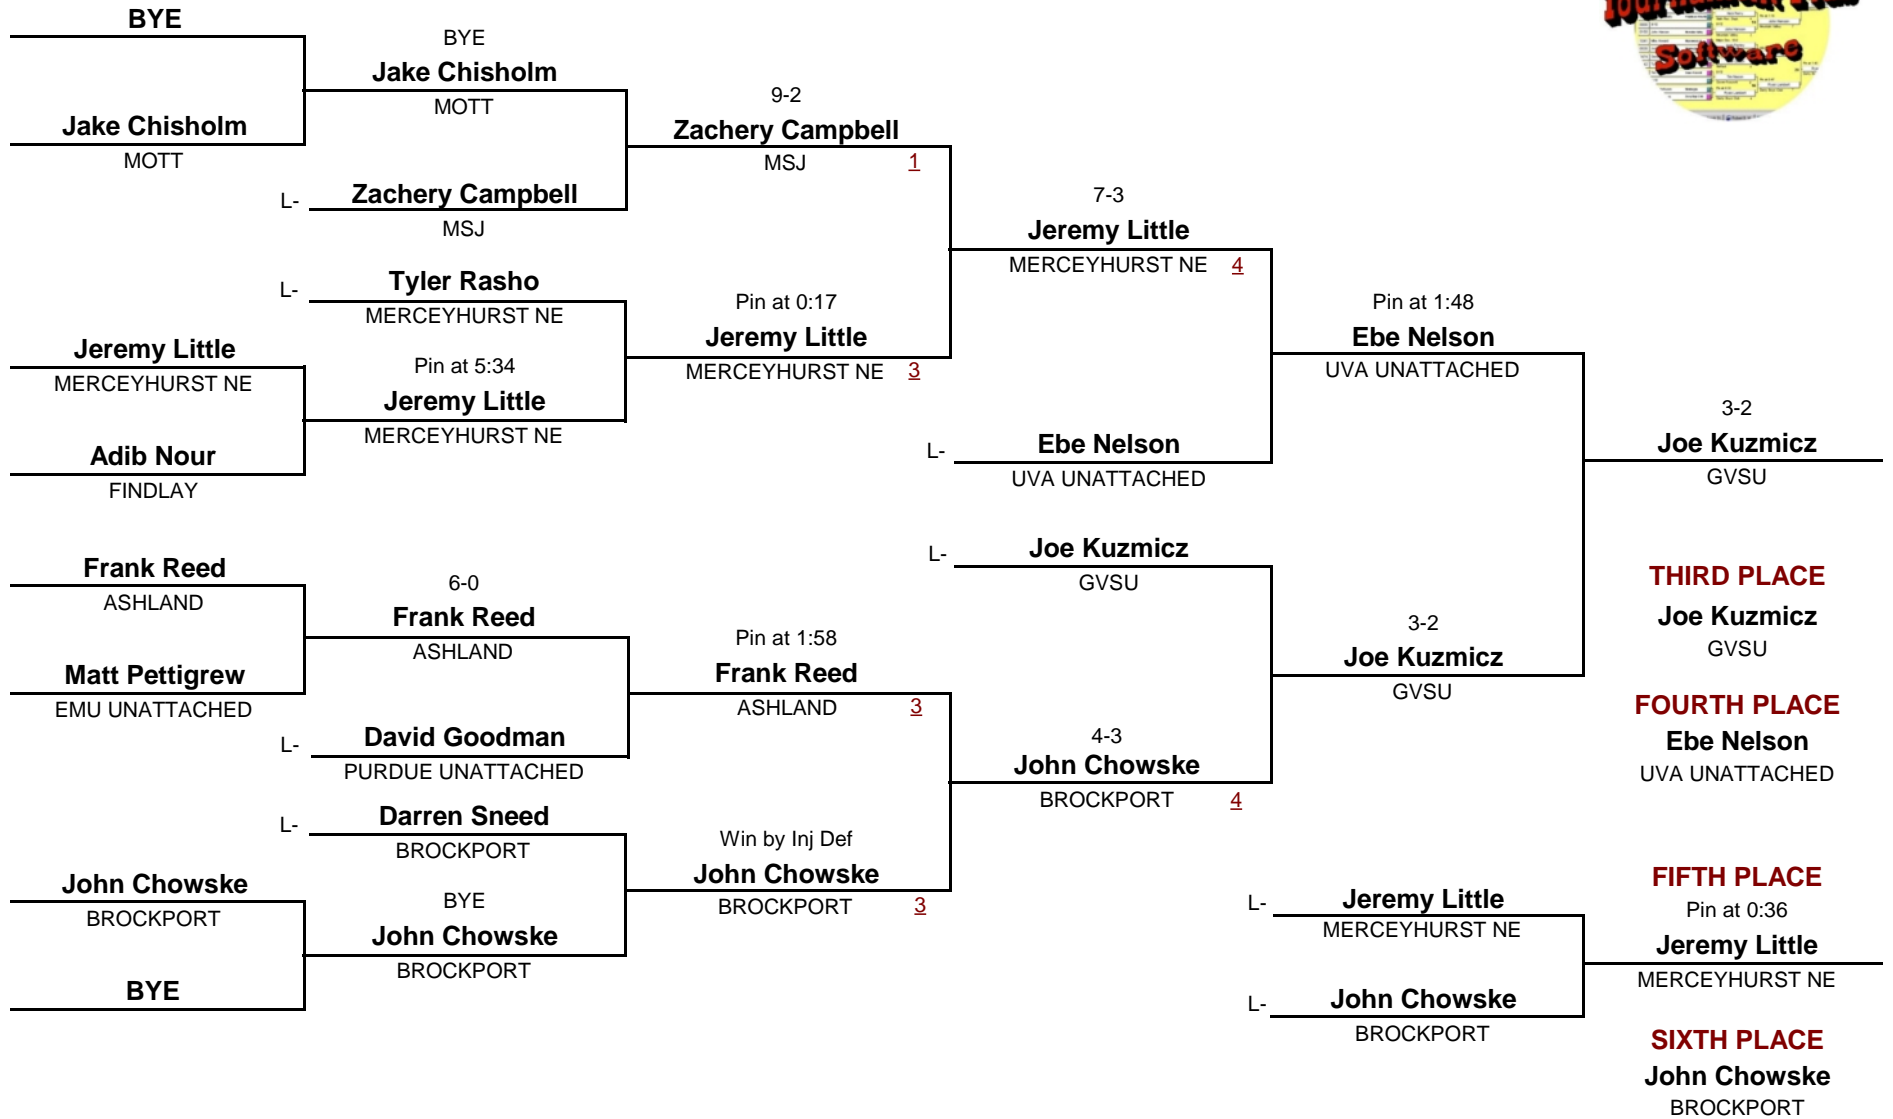 BYE
Jake Chisholm
MOTT
Jeremy Little
MERCEYHURST NE
Adib Nour
FINDLAY
Frank Reed
ASHLAND
Matt Pettigrew
EMU UNATTACHED
John Chowske
BROCKPORT
BYE
BYE
Jake Chisholm
MOTT
L- Zachery Campbell
MSJ
L- Tyler Rasho
MERCEYHURST NE
Pin at 5:34
Jeremy Little
MERCEYHURST NE
6-0
Frank Reed
ASHLAND
L- David Goodman
PURDUE UNATTACHED
L- Darren Sneed
BROCKPORT
BYE
John Chowske
BROCKPORT
9-2
Zachery Campbell
MSJ 1
Pin at 0:17
Jeremy Little
MERCEYHURST NE 3
Pin at 1:58
Frank Reed
ASHLAND 3
Win by Inj Def
John Chowske
BROCKPORT 3
7-3
Jeremy Little
MERCEYHURST NE 4
L- Ebe Nelson
UVA UNATTACHED
L- Joe Kuzmicz
GVSU
4-3
John Chowske
BROCKPORT 4
Pin at 1:48
Ebe Nelson
UVA UNATTACHED
3-2
Joe Kuzmicz
GVSU
L- Jeremy Little
MERCEYHURST NE
L- John Chowske
BROCKPORT
Software
3-2
Joe Kuzmicz
GVSU
THIRD PLACE
Joe Kuzmicz
GVSU
FOURTH PLACE
Ebe Nelson
UVA UNATTACHED
FIFTH PLACE
Pin at 0:36
Jeremy Little
MERCEYHURST NE
SIXTH PLACE
John Chowske
BROCKPORT